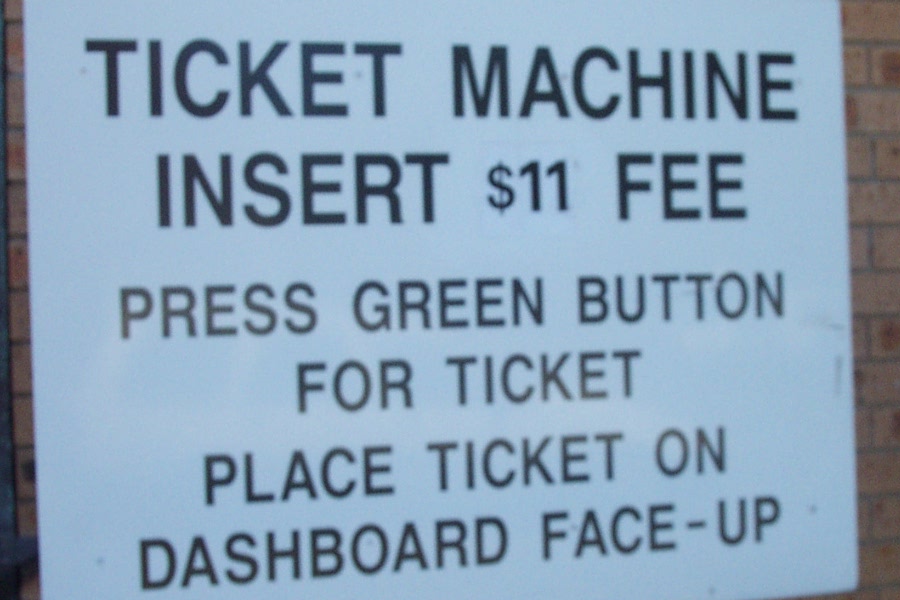 TICKET MACHINE
INSERT $11 FEE
PRESS GREEN BUTTON
FOR TICKET
PLACE TICKET ON
DASHBOARD FACE-UP